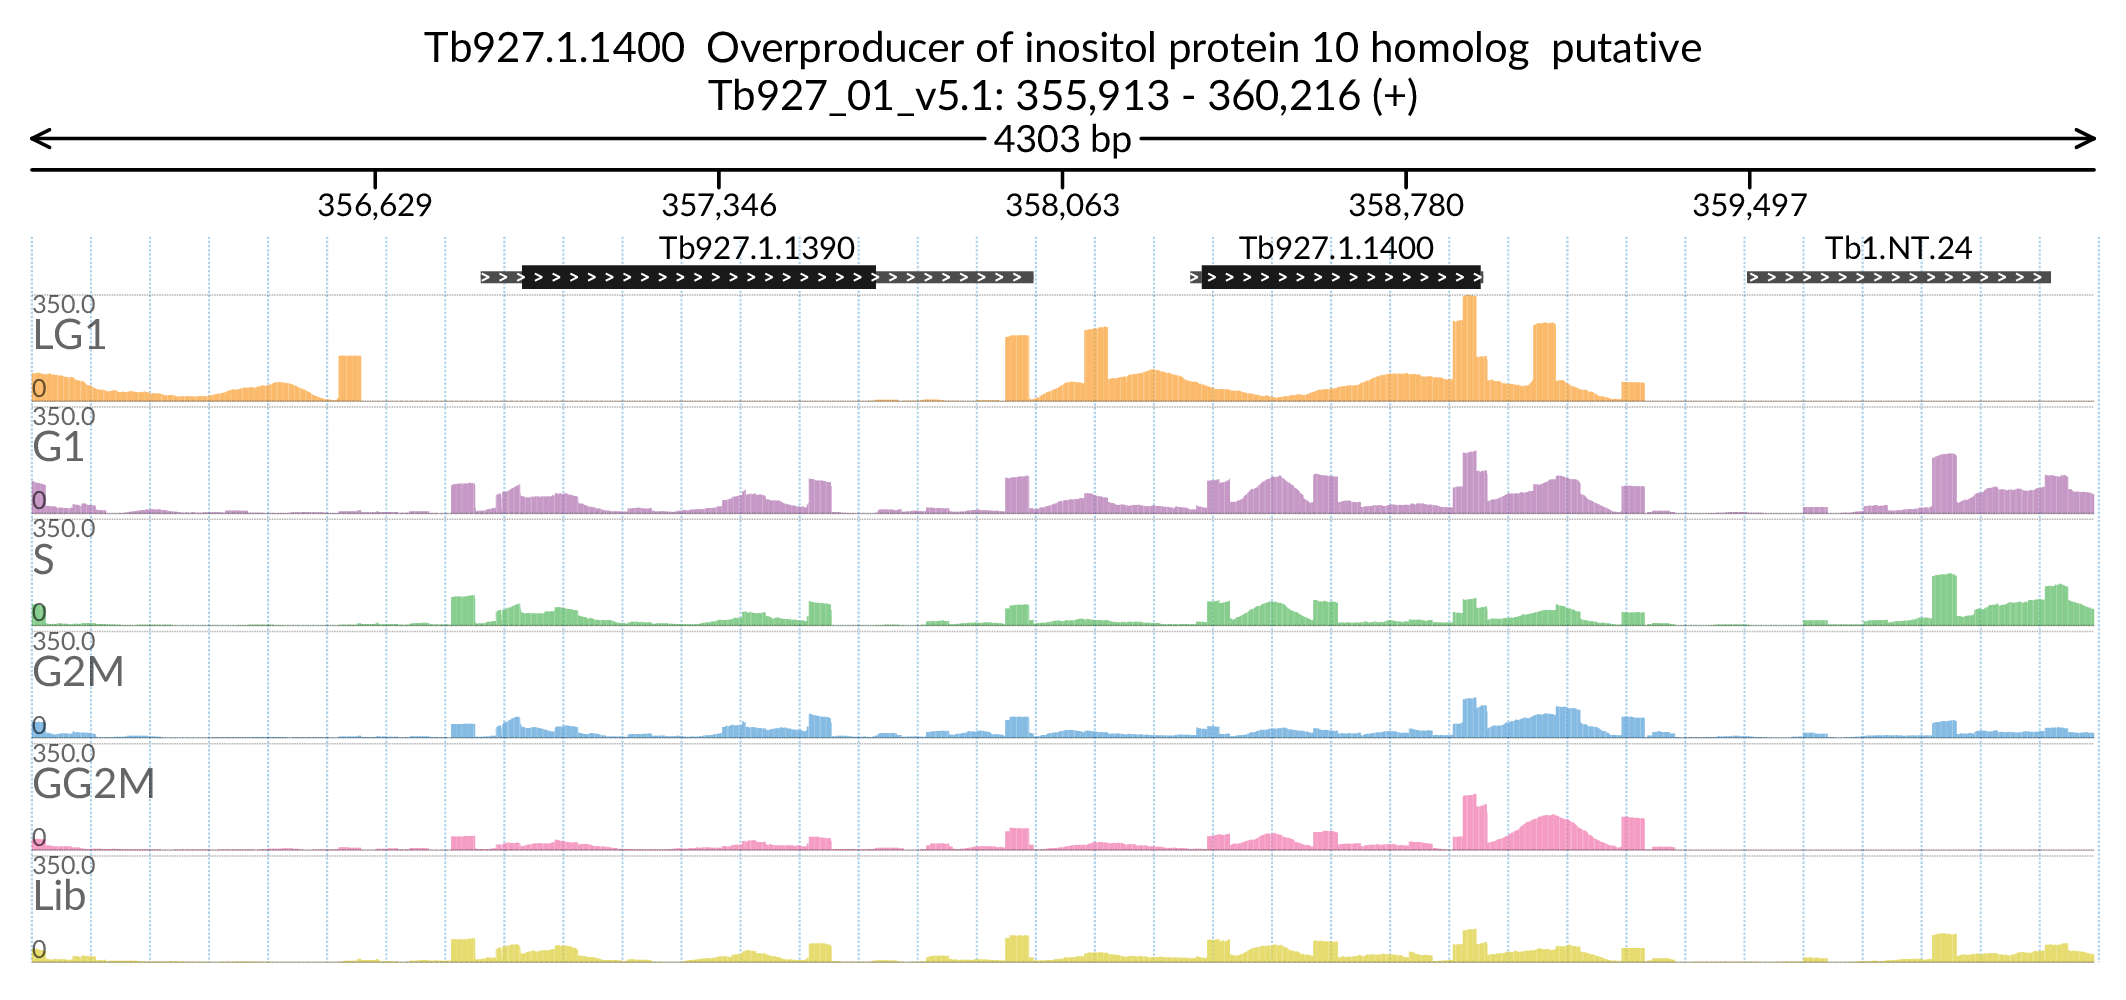 Tb927.1.1400  Overproducer of inositol protein 10 homolog  putative
Tb927_01_v5.1: 355,913 - 360,216 (+)
4303 bp
356,629 357,346 358,063 358,780 359,497
Tb927.1.1390 Tb927.1.1400 Tb1.NT.24
350.0
LG1
0
350.0
G1
0
350.0
S
0
350.0
G2M
0
350.0
GG2M
0
350.0
Lib
0